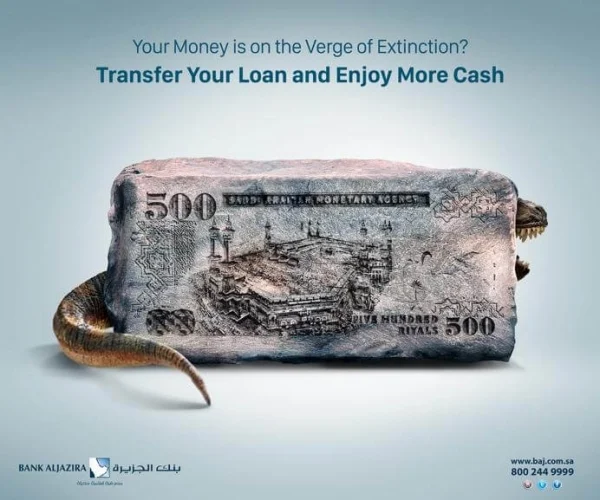 Your Money is on the Verge of Extinction?
Transfer Your Loan and Enjoy More Cash
500 SAUDI ARABIAN MONETARY AGENCY
FIVE HUNDRED
RIYALS 500
BANK ALJAZIRA بنك الجزيرة
www.baj.com.sa
800 244 9999